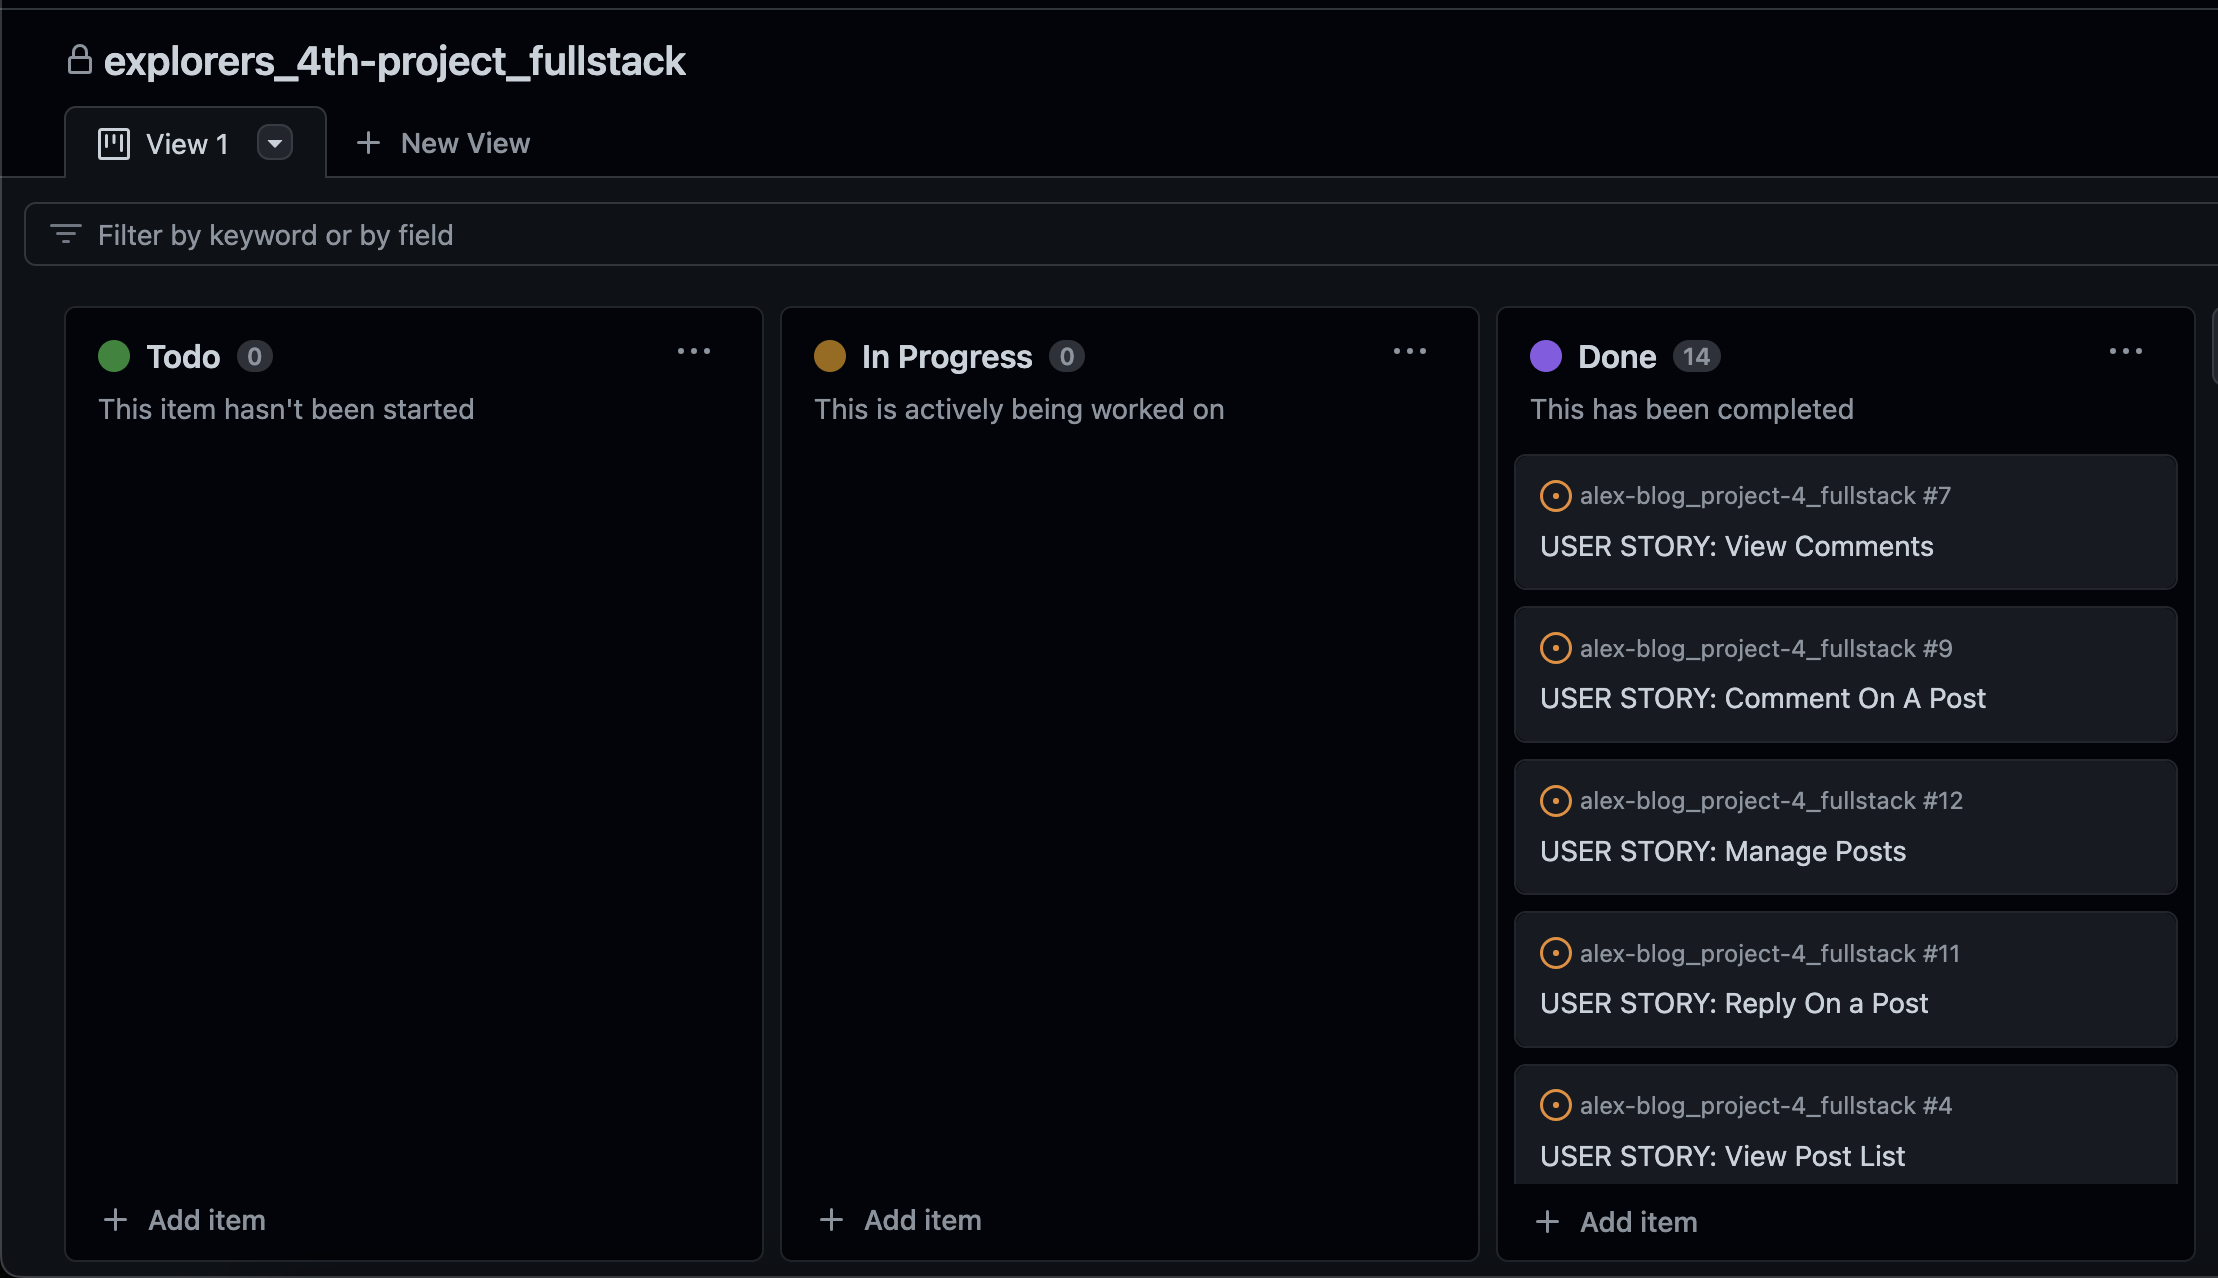 explorers_4th-project_fullstack
View 1
New View
Filter by keyword or by field
Todo 0
This item hasn't been started
Add item
In Progress 0
This is actively being worked on
Add item
Done 14
This has been completed
alex-blog_project-4_fullstack #7
USER STORY: View Comments
alex-blog_project-4_fullstack #9
USER STORY: Comment On A Post
alex-blog_project-4_fullstack #12
USER STORY: Manage Posts
alex-blog_project-4_fullstack #11
USER STORY: Reply On a Post
alex-blog_project-4_fullstack #4
USER STORY: View Post List
Add item